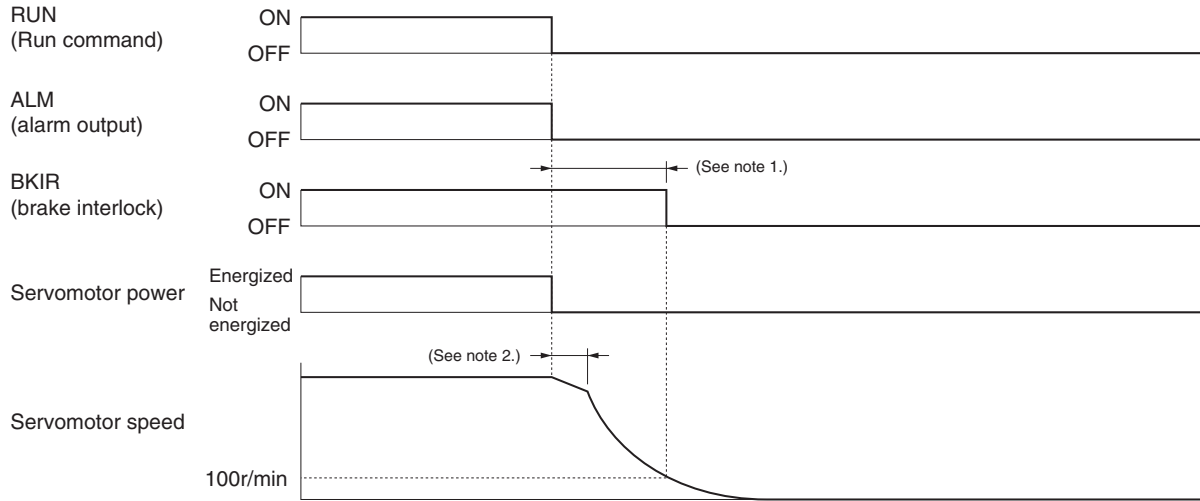 RUN
(Run command)
ON
OFF
ALM
(alarm output)
ON
OFF
(See note 1.)
BKIR
(brake interlock)
ON
OFF
Servomotor power
Energized
Not
energized
(See note 2.)
Servomotor speed
100r/min